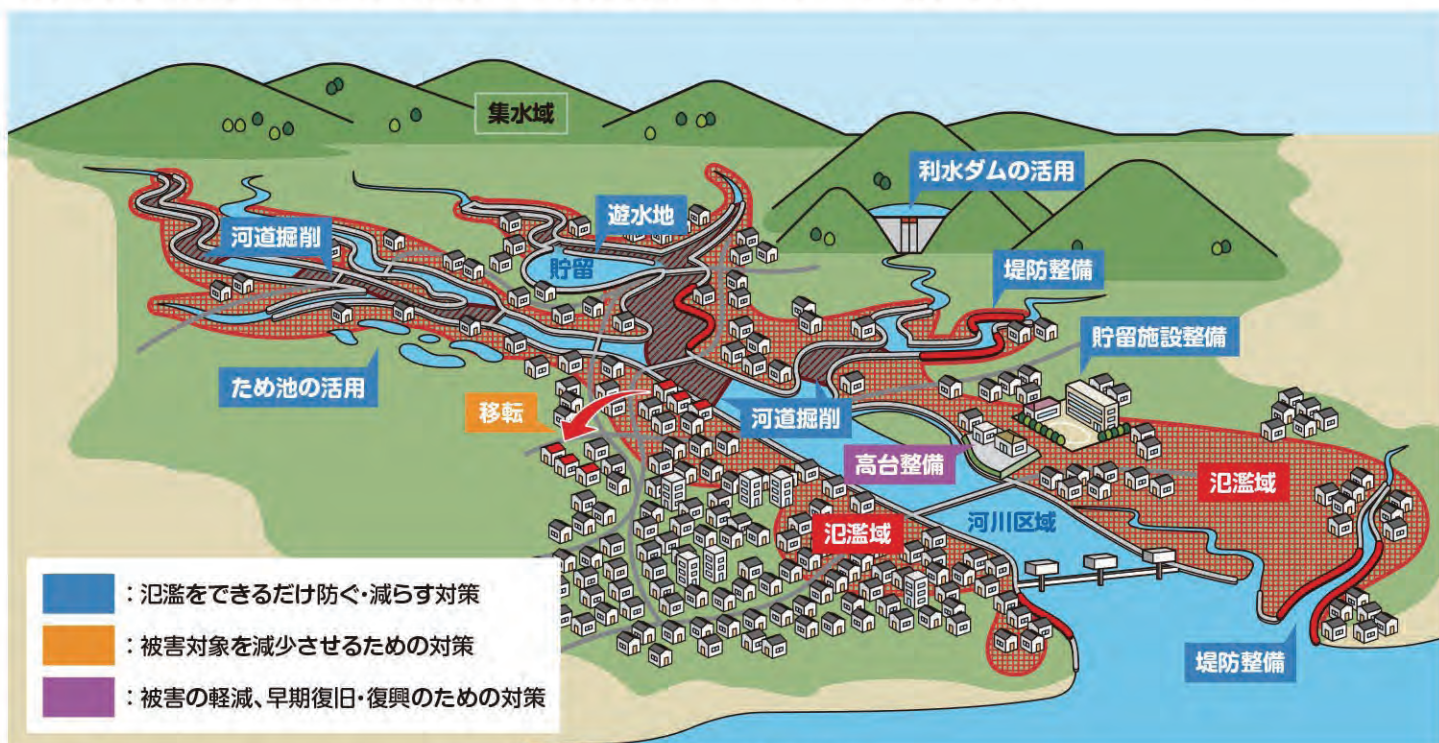 集水域
利水ダムの活用
遊水地
河道掘削
貯留
堤防整備
貯留施設整備
ため池の活用
移転
河道掘削
高台整備
氾濫域
河川区域
氾濫域
堤防整備
：氾濫をできるだけ防ぐ・減らす対策
：被害対象を減少させるための対策
：被害の軽減、早期復旧・復興のための対策